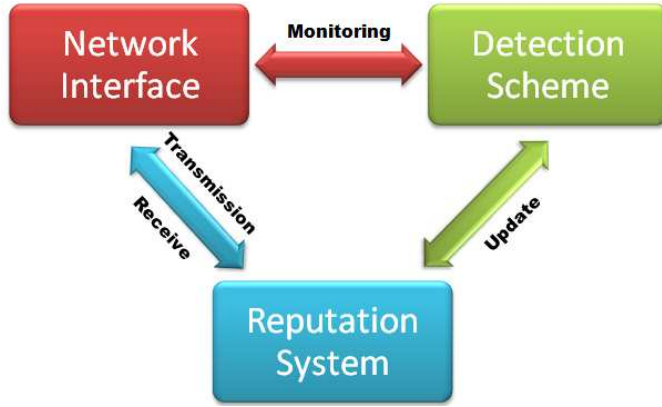 Network
Interface
Monitoring
Detection
Scheme
Transmission
Receive
Update
Reputation
System